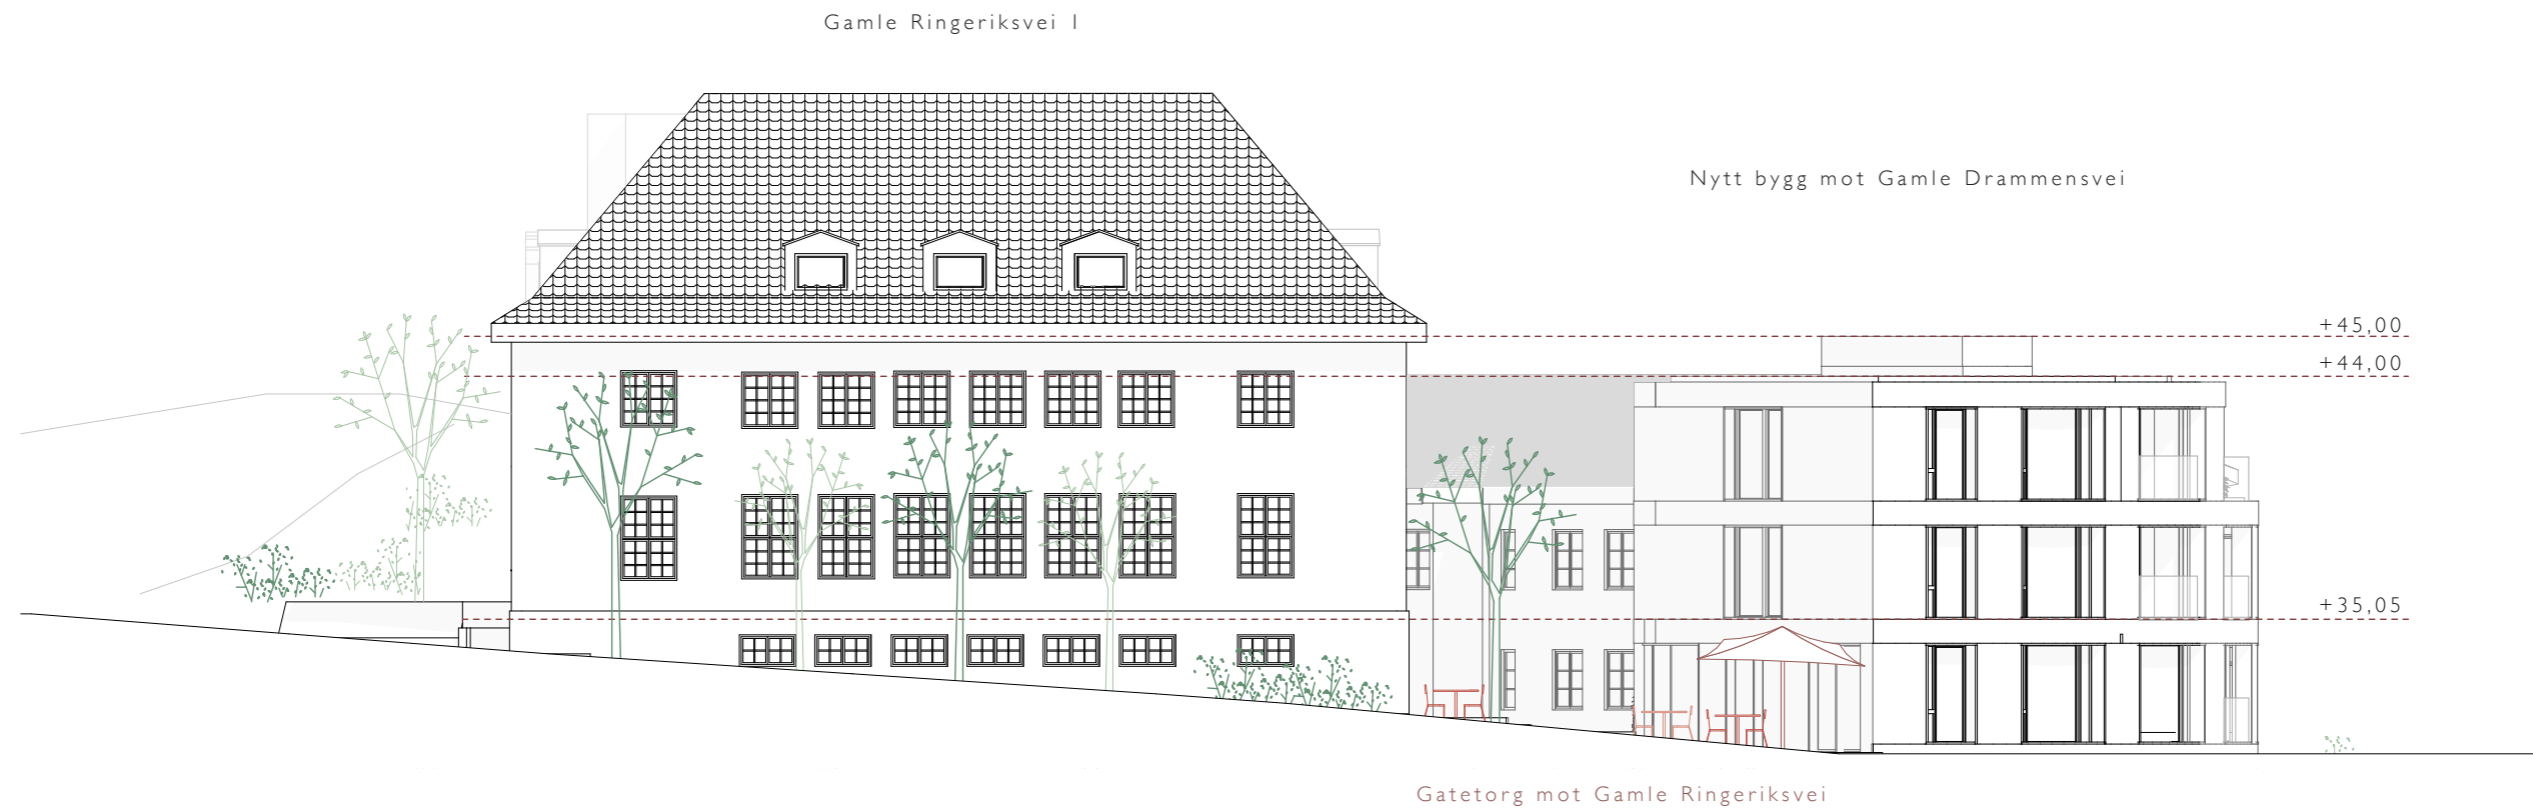 Gamle Ringeriksvei 1
Nytt bygg mot Gamle Drammensvei
+45,00
+44,00
+35,05
Gatetorg mot Gamle Ringeriksvei